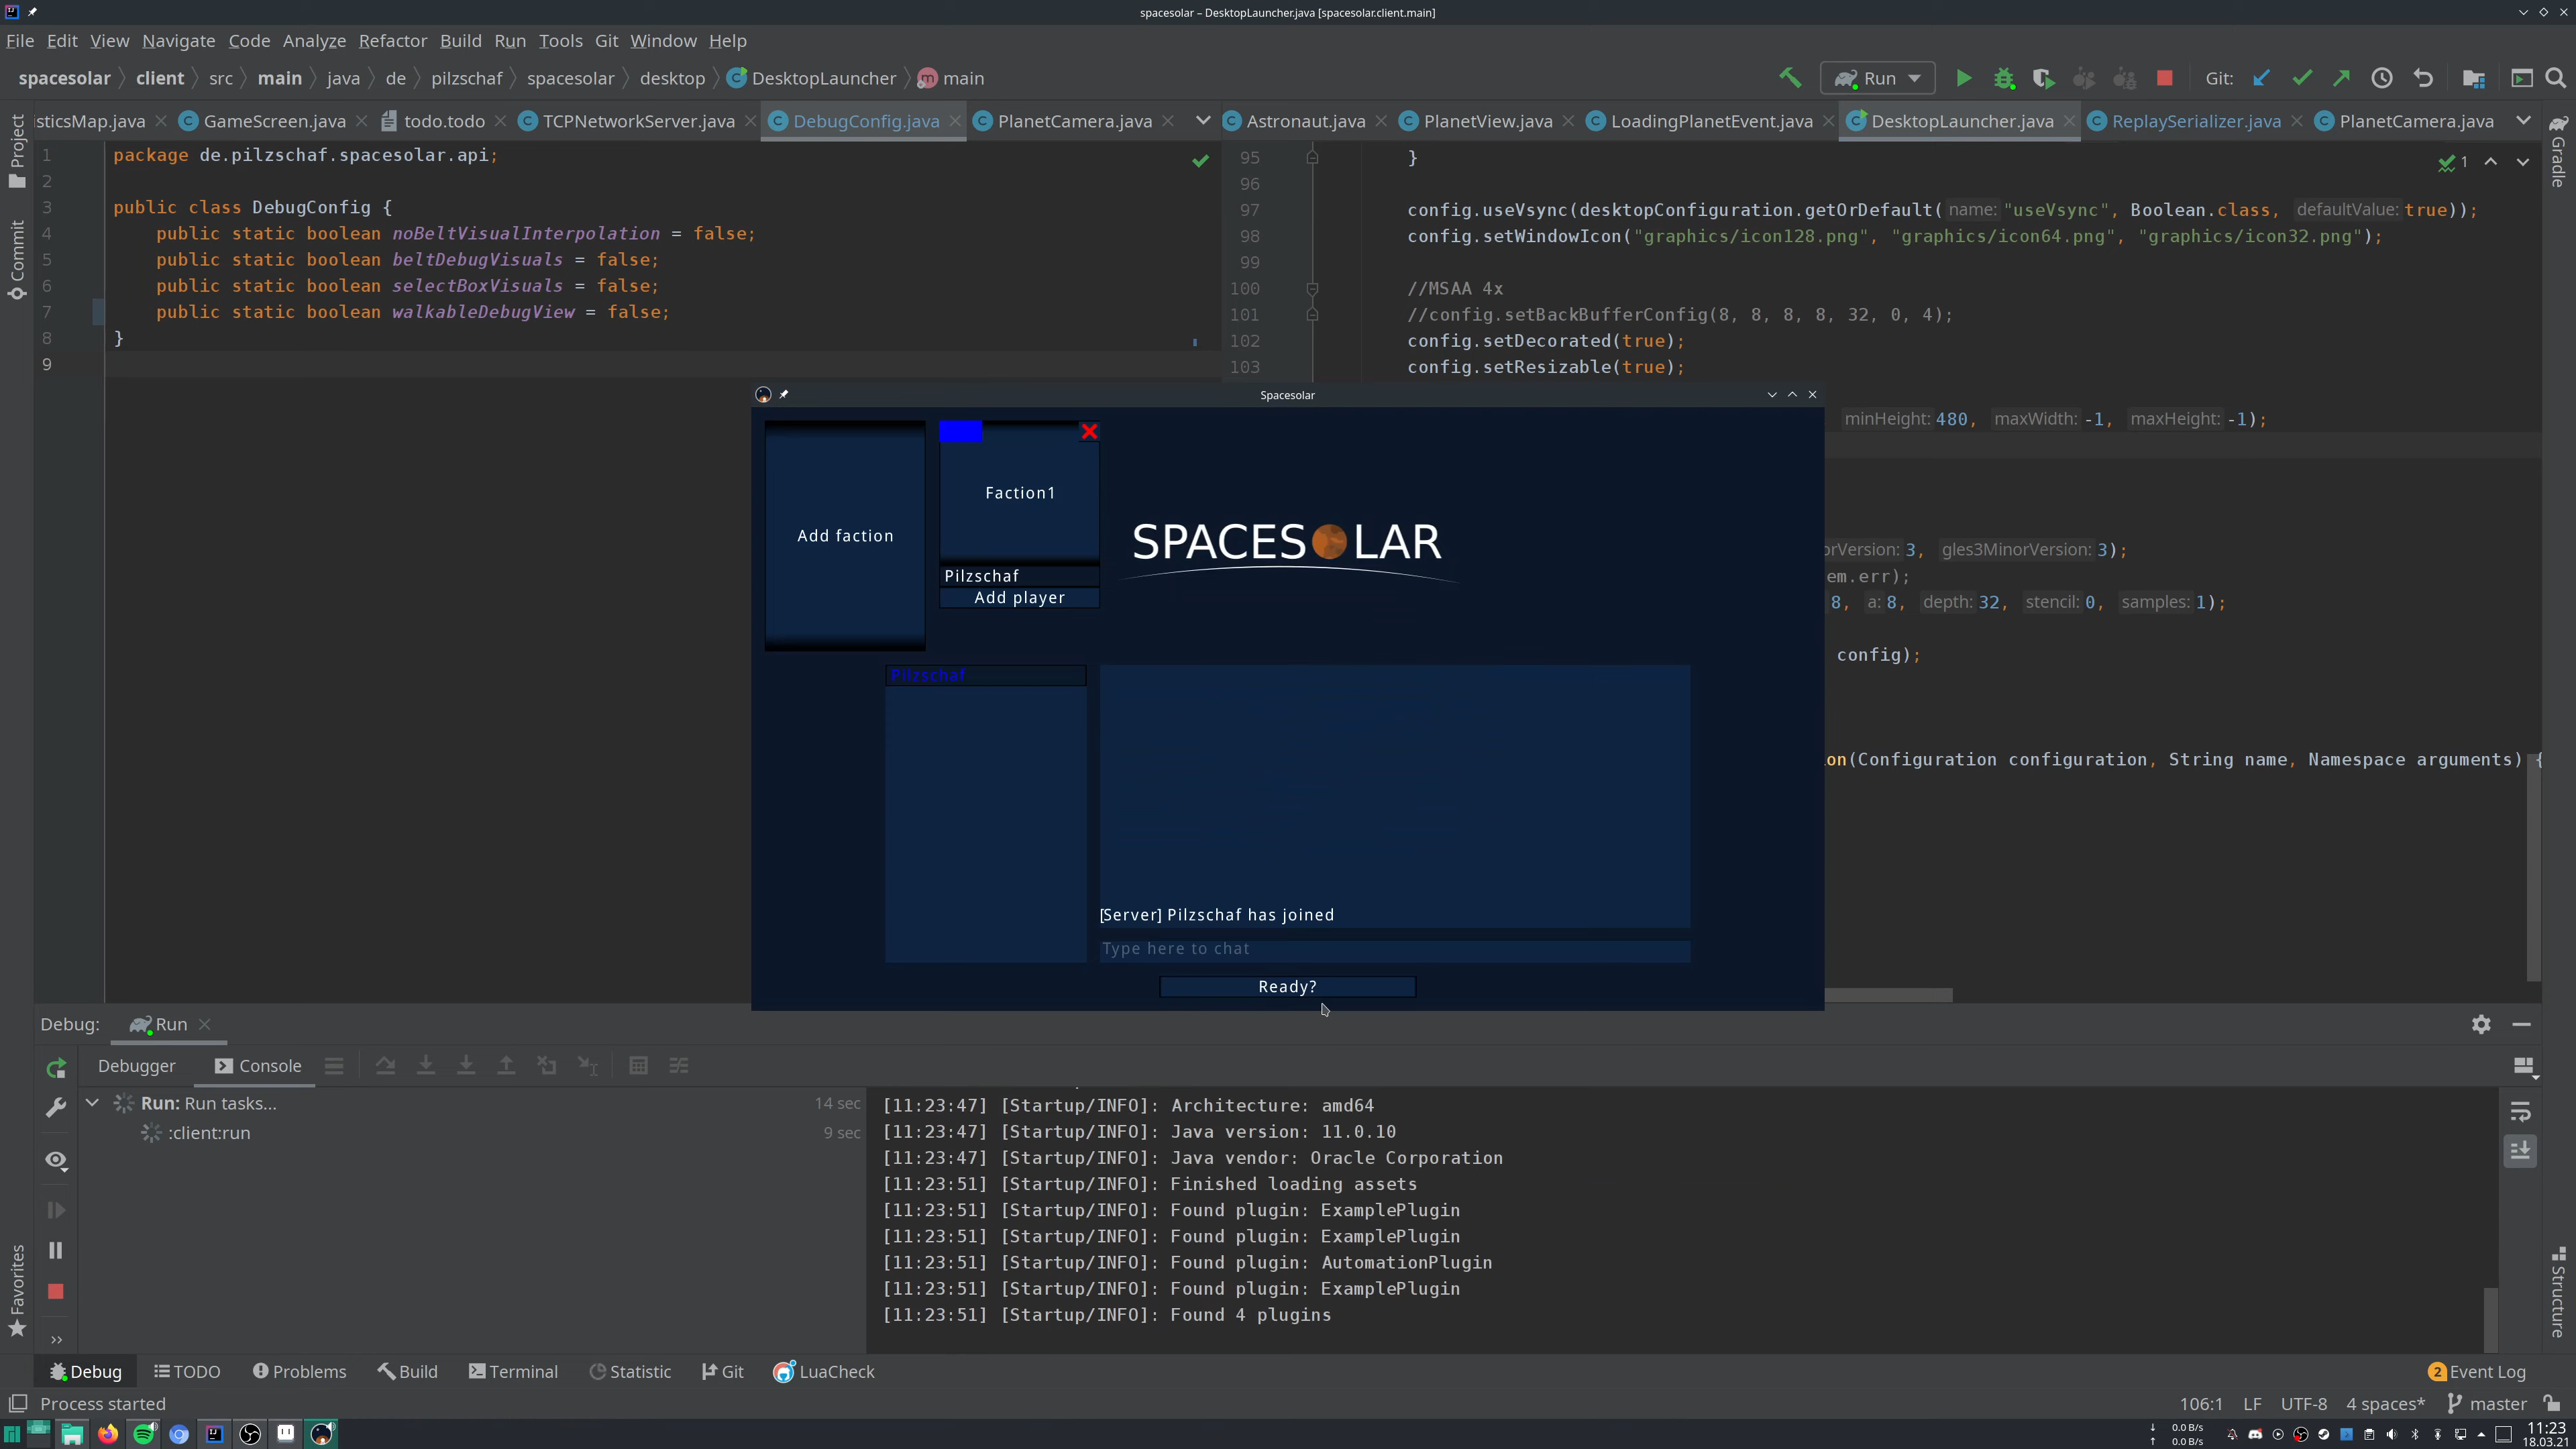 spacesolar – DesktopLauncher.java [spacesolar.client.main]
File Edit View Navigate Code Analyze Refactor Build Run Tools Git Window Help
spacesolar client src main java de pilzschaf spacesolar desktop DesktopLauncher main
Run
Git:
isticsMap.java GameScreen.java todo.todo TCPNetworkServer.java DebugConfig.java PlanetCamera.java
Astronaut.java PlanetView.java LoadingPlanetEvent.java DesktopLauncher.java ReplaySerializer.java PlanetCamera.java
Project
Commit
Favorites
Gradle
Structure
1 package de.pilzschaf.spacesolar.api;
2
3 public class DebugConfig {
4 public static boolean noBeltVisualInterpolation = false;
5 public static boolean beltDebugVisuals = false;
6 public static boolean selectBoxVisuals = false;
7 public static boolean walkableDebugView = false;
8 }
9
1
95 }
96
97 config.useVsync(desktopConfiguration.getOrDefault( name: "useVsync", Boolean.class, defaultValue: true));
98 config.setWindowIcon("graphics/icon128.png", "graphics/icon64.png", "graphics/icon32.png");
99
100 //MSAA 4x
101 //config.setBackBufferConfig(8, 8, 8, 8, 32, 0, 4);
102 config.setDecorated(true);
103 config.setResizable(true);
minHeight: 480, maxWidth: -1, maxHeight: -1);
orVersion: 3, gles3MinorVersion: 3);
em.err);
8, a: 8, depth: 32, stencil: 0, samples: 1);
config);
on(Configuration configuration, String name, Namespace arguments) {
Spacesolar
Add faction
Faction1
Pilzschaf
Add player
SPACESOLAR
Pilzschaf
[Server] Pilzschaf has joined
Type here to chat
Ready?
Debug: Run
Debugger Console
Run: Run tasks... 14 sec
:client:run 9 sec
[11:23:47] [Startup/INFO]: Architecture: amd64
[11:23:47] [Startup/INFO]: Java version: 11.0.10
[11:23:47] [Startup/INFO]: Java vendor: Oracle Corporation
[11:23:51] [Startup/INFO]: Finished loading assets
[11:23:51] [Startup/INFO]: Found plugin: ExamplePlugin
[11:23:51] [Startup/INFO]: Found plugin: ExamplePlugin
[11:23:51] [Startup/INFO]: Found plugin: AutomationPlugin
[11:23:51] [Startup/INFO]: Found plugin: ExamplePlugin
[11:23:51] [Startup/INFO]: Found 4 plugins
Debug TODO Problems Build Terminal Statistic Git LuaCheck
2 Event Log
Process started
106:1 LF UTF-8 4 spaces* master
0.0 B/s
0.0 B/s
11:23
18.03.21